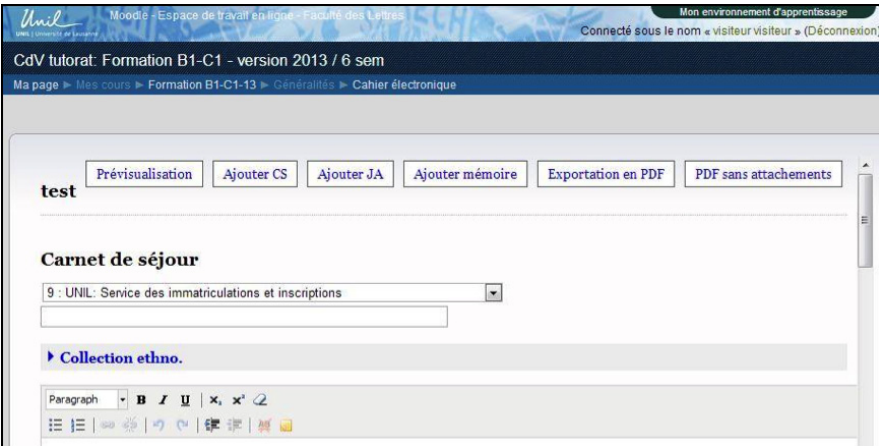 Unil
UNIL | Université de Lausanne
Moodle - Espace de travail en ligne - Faculté des Lettres
Mon environnement d'apprentissage
Connecté sous le nom « visiteur visiteur » (Déconnexion)
CdV tutorat: Formation B1-C1 - version 2013 / 6 sem
Ma page ► Mes cours ► Formation B1-C1-13 ► Généralités ► Cahier électronique
test
Prévisualisation
Ajouter CS
Ajouter JA
Ajouter mémoire
Exportation en PDF
PDF sans attachements
Carnet de séjour
9 : UNIL: Service des immatriculations et inscriptions
Collection ethno.
Paragraph B I U x, x²